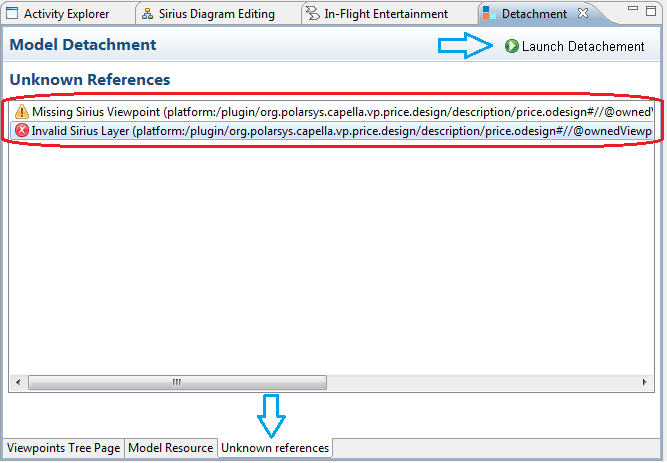 Activity Explorer Sirius Diagram Editing In-Flight Entertainment Detachment
Model Detachment Launch Detachement
Unknown References
Missing Sirius Viewpoint (platform:/plugin/org.polarsys.capella.vp.price.design/description/price.odesign#//@ownedV
Invalid Sirius Layer (platform:/plugin/org.polarsys.capella.vp.price.design/description/price.odesign#//@ownedViewpo
Viewpoints Tree Page Model Resource Unknown references